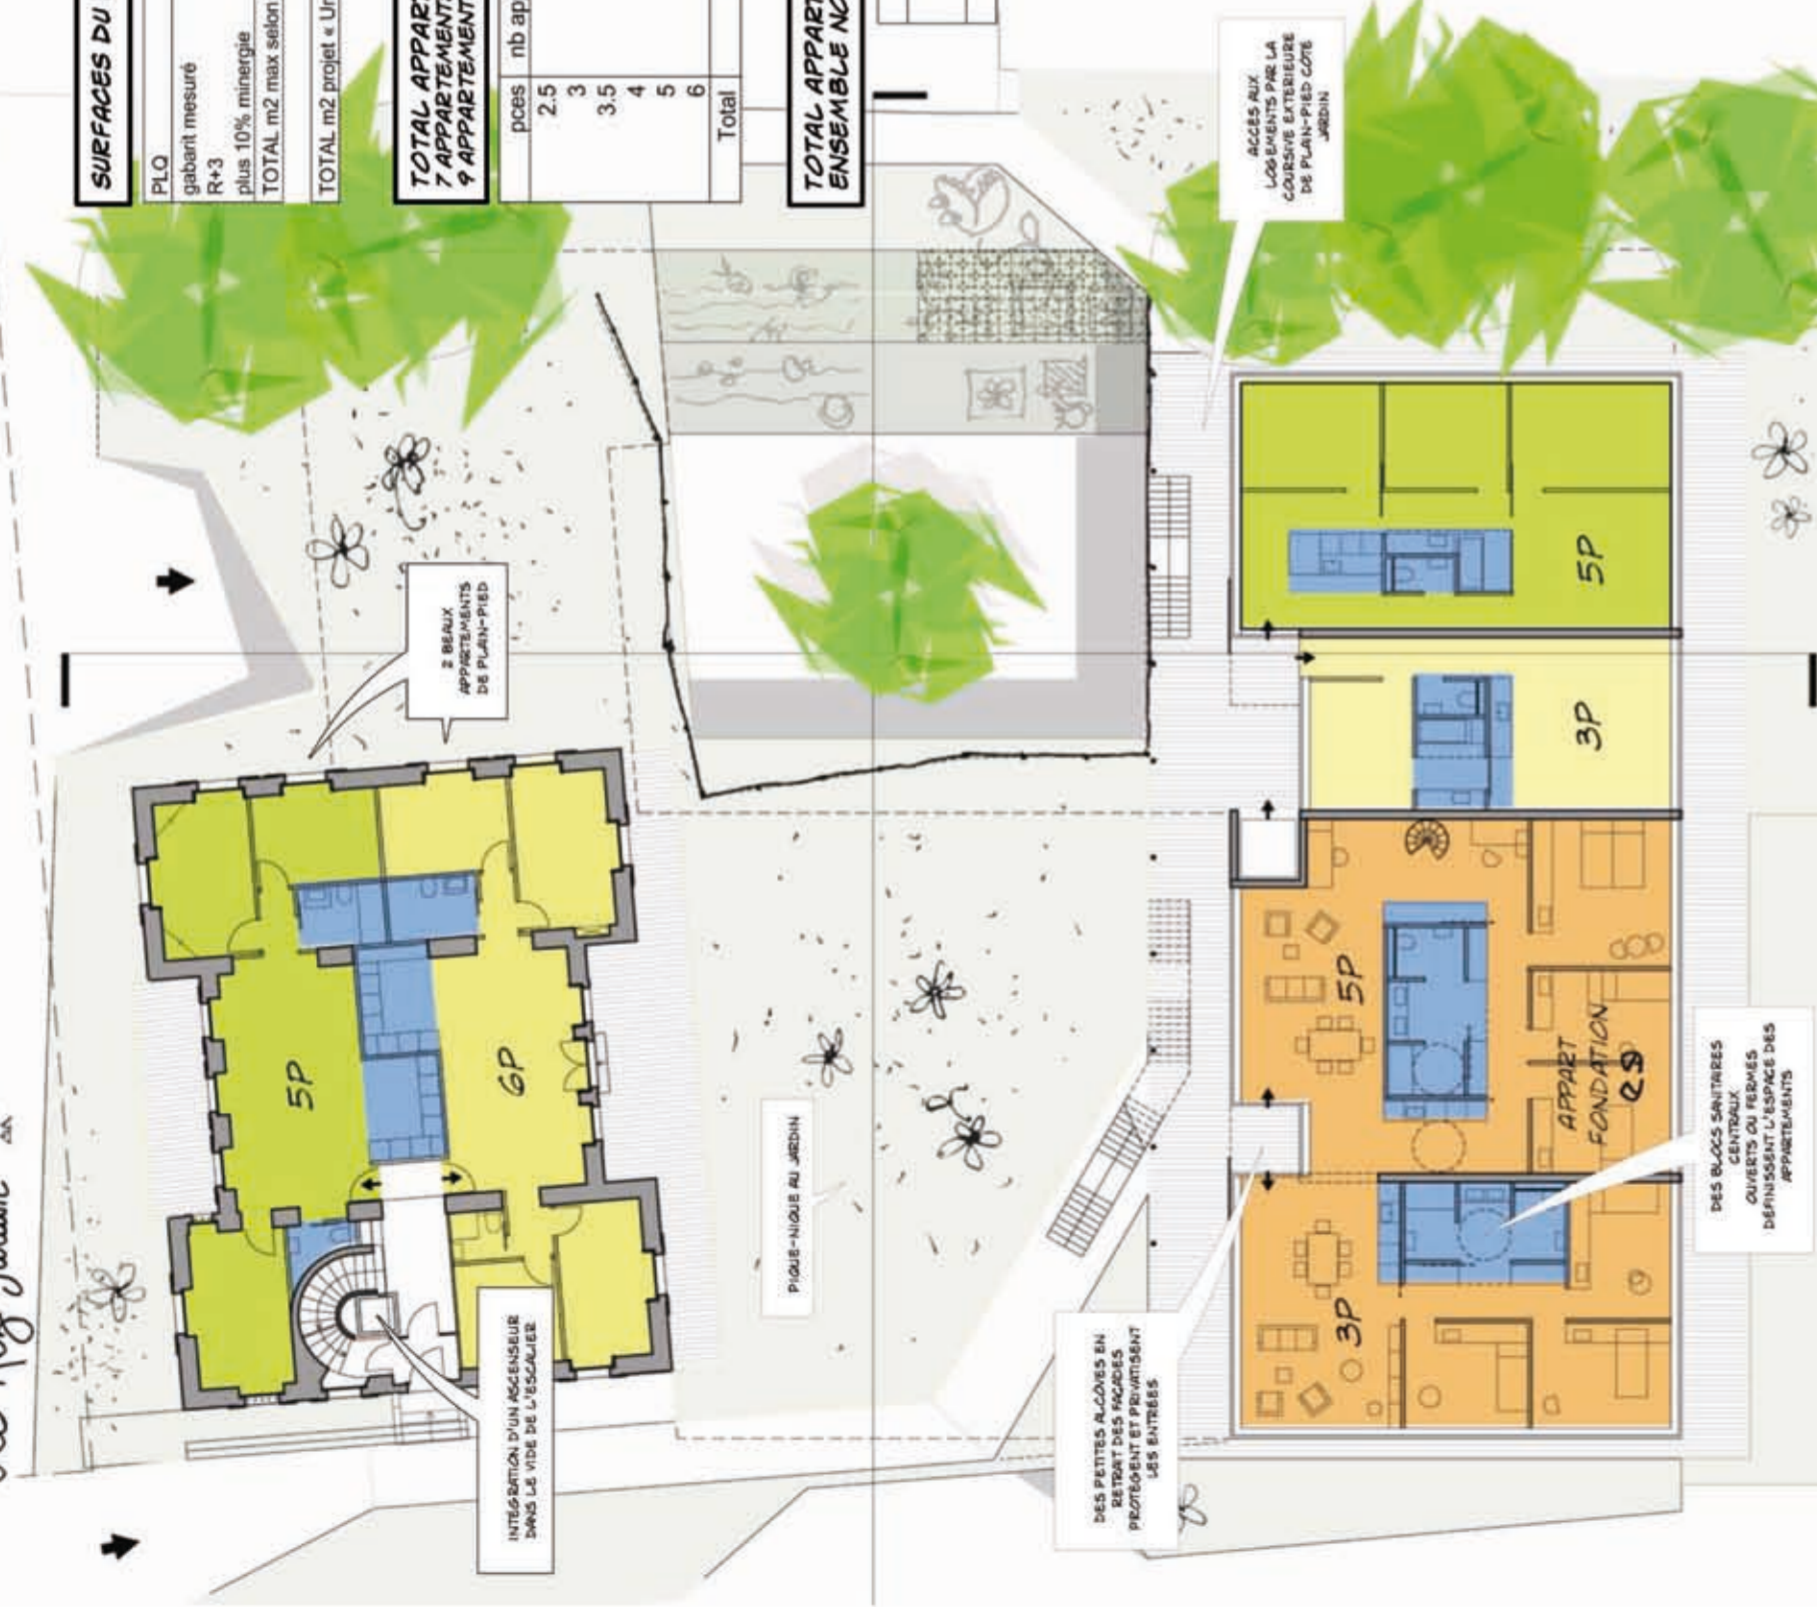 SURFACES DU
PLQ
gabarit mesuré
R+3
plus 10% minergie
TOTAL m2 max selon
TOTAL m2 projet « Ur
TOTAL APPAR
7 APPARTEMENT
9 APPARTEMENT
pces nb ap
2.5
3
3.5
4
5
6
Total
TOTAL APPART
ENSEMBLE NO
ACCES AUX
LOGEMENTS PAR LA
COURSIVE EXTERIEURE
DE PLAIN-PIED COTE
JARDIN
2 BEAUX
APPARTEMENTS
DE PLAIN-PIED
5P
6P
INTEGRATION D'UN ASCENSEUR
DANS LE VIDE DE L'ESCALIER
PIQUE-NIQUE AU JARDIN
5P
3P
5P
APPART
FONDATION
3P
DES PETITES ALCOVES EN
RETRAIT DES FACADES
PROTEGENT ET PRIVATISENT
LES ENTREES
DES BLOCS SANITAIRES
CENTRAUX
OUVERTS OU FERMES
DEFINISSENT L'ESPACE DES
APPARTEMENTS